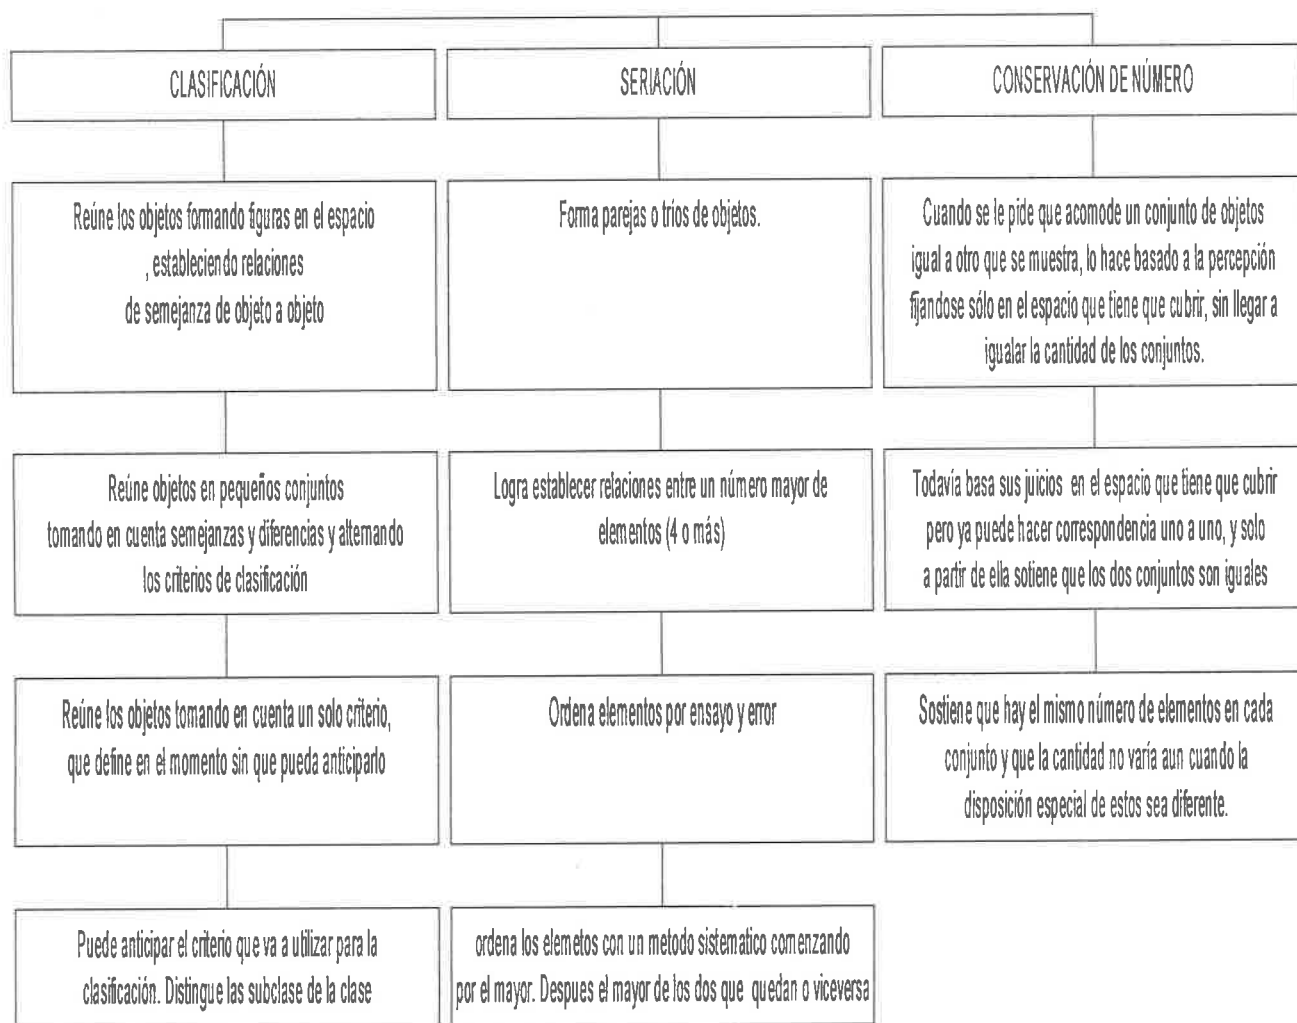 CLASIFICACIÓN
Reúne los objetos formando figuras en el espacio
, estableciendo relaciones
de semejanza de objeto a objeto
Reúne objetos en pequeños conjuntos
tomando en cuenta semejanzas y diferencias y alternando
los criterios de clasificación
Reúne los objetos tomando en cuenta un solo criterio,
que define en el momento sin que pueda anticiparlo
Puede anticipar el criterio que va a utilizar para la
clasificación. Distingue las subclase de la clase
SERIACIÓN
Forma parejas o tríos de objetos.
Logra establecer relaciones entre un número mayor de
elementos (4 o más)
Ordena elementos por ensayo y error
ordena los elemetos con un metodo sistemático comenzando
por el mayor. Despues el mayor de los dos que quedan o viceversa
CONSERVACIÓN DE NÚMERO
Cuando se le pide que acomode un conjunto de objetos
igual a otro que se muestra, lo hace basado a la percepción
fijandose sólo en el espacio que tiene que cubrir, sin llegar a
igualar la cantidad de los conjuntos.
Todavía basa sus juicios en el espacio que tiene que cubrir
pero ya puede hacer correspondencia uno a uno, y solo
a partir de ella sotiene que los dos conjuntos son iguales
Sostiene que hay el mismo número de elementos en cada
conjunto y que la cantidad no varía aun cuando la
disposición especial de estos sea diferente.